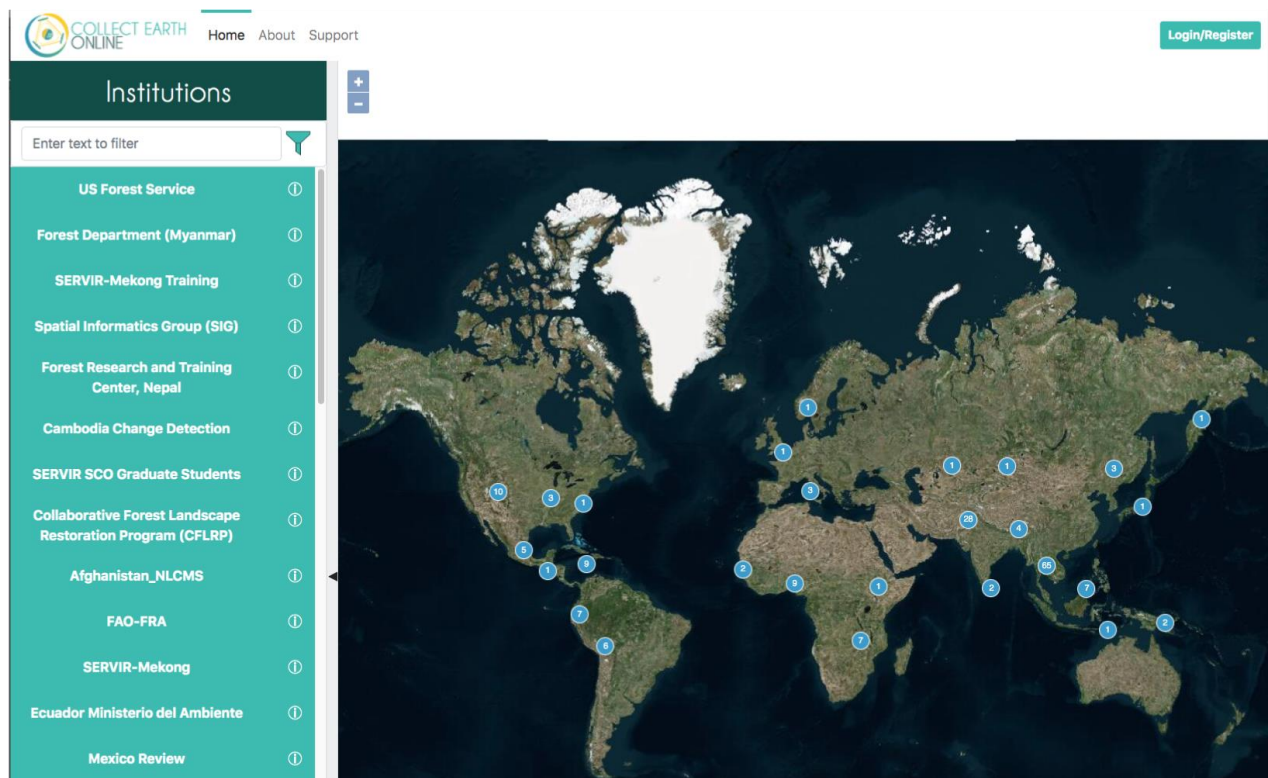 COLLECT EARTH
ONLINE
Home About Support
Login/Register
Institutions
Enter text to filter
US Forest Service
Forest Department (Myanmar)
SERVIR-Mekong Training
Spatial Informatics Group (SIG)
Forest Research and Training
Center, Nepal
Cambodia Change Detection
SERVIR SCO Graduate Students
Collaborative Forest Landscape
Restoration Program (CFLRP)
Afghanistan_NLCMS
FAO-FRA
SERVIR-Mekong
Ecuador Ministerio del Ambiente
Mexico Review
+
−
1
1
1
1
1
3
10
3
1
3
1
28
4
5
1
9
2
9
1
2
65
7
7
6
7
1
2